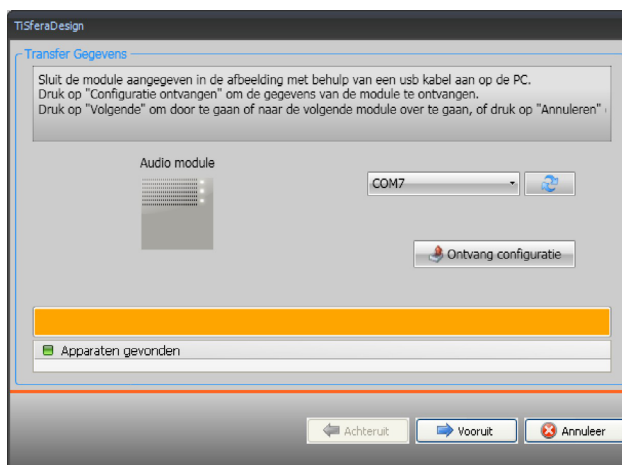 TiSferaDesign
Transfer Gegevens
Sluit de module aangegeven in de afbeelding met behulp van een usb kabel aan op de PC.
Druk op "Configuratie ontvangen" om de gegevens van de module te ontvangen.
Druk op "Volgende" om door te gaan of naar de volgende module over te gaan, of druk op "Annuleren"
Audio module
COM7
Ontvang configuratie
Apparaten gevonden
Achteruit
Vooruit
Annuleer